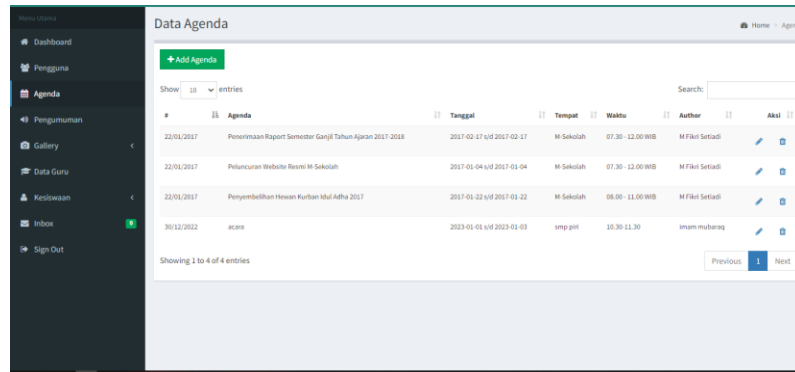 Menu Utama
Dashboard
Pengguna
Agenda
Pengumuman
Gallery
Data Guru
Kesiswaan
Inbox 0
Sign Out
Data Agenda
Home > Agen
+ Add Agenda
Show 10 entries
Search:
# Agenda Tanggal Tempat Waktu Author Aksi
22/01/2017 Penerimaan Raport Semester Ganjil Tahun Ajaran 2017-2018 2017-02-17 s/d 2017-02-17 M-Sekolah 07.30 - 12.00 WIB M Fikri Setiadi
22/01/2017 Peluncuran Website Resmi M-Sekolah 2017-01-04 s/d 2017-01-04 M-Sekolah 07.30 - 12.00 WIB M Fikri Setiadi
22/01/2017 Penyembelihan Hewan Kurban Idul Adha 2017 2017-01-22 s/d 2017-01-22 M-Sekolah 08.00 - 11.00 WIB M Fikri Setiadi
30/12/2022 acara 2023-01-01 s/d 2023-01-03 smp piri 10.30-11.30 imam mubaraq
Showing 1 to 4 of 4 entries
Previous 1 Next